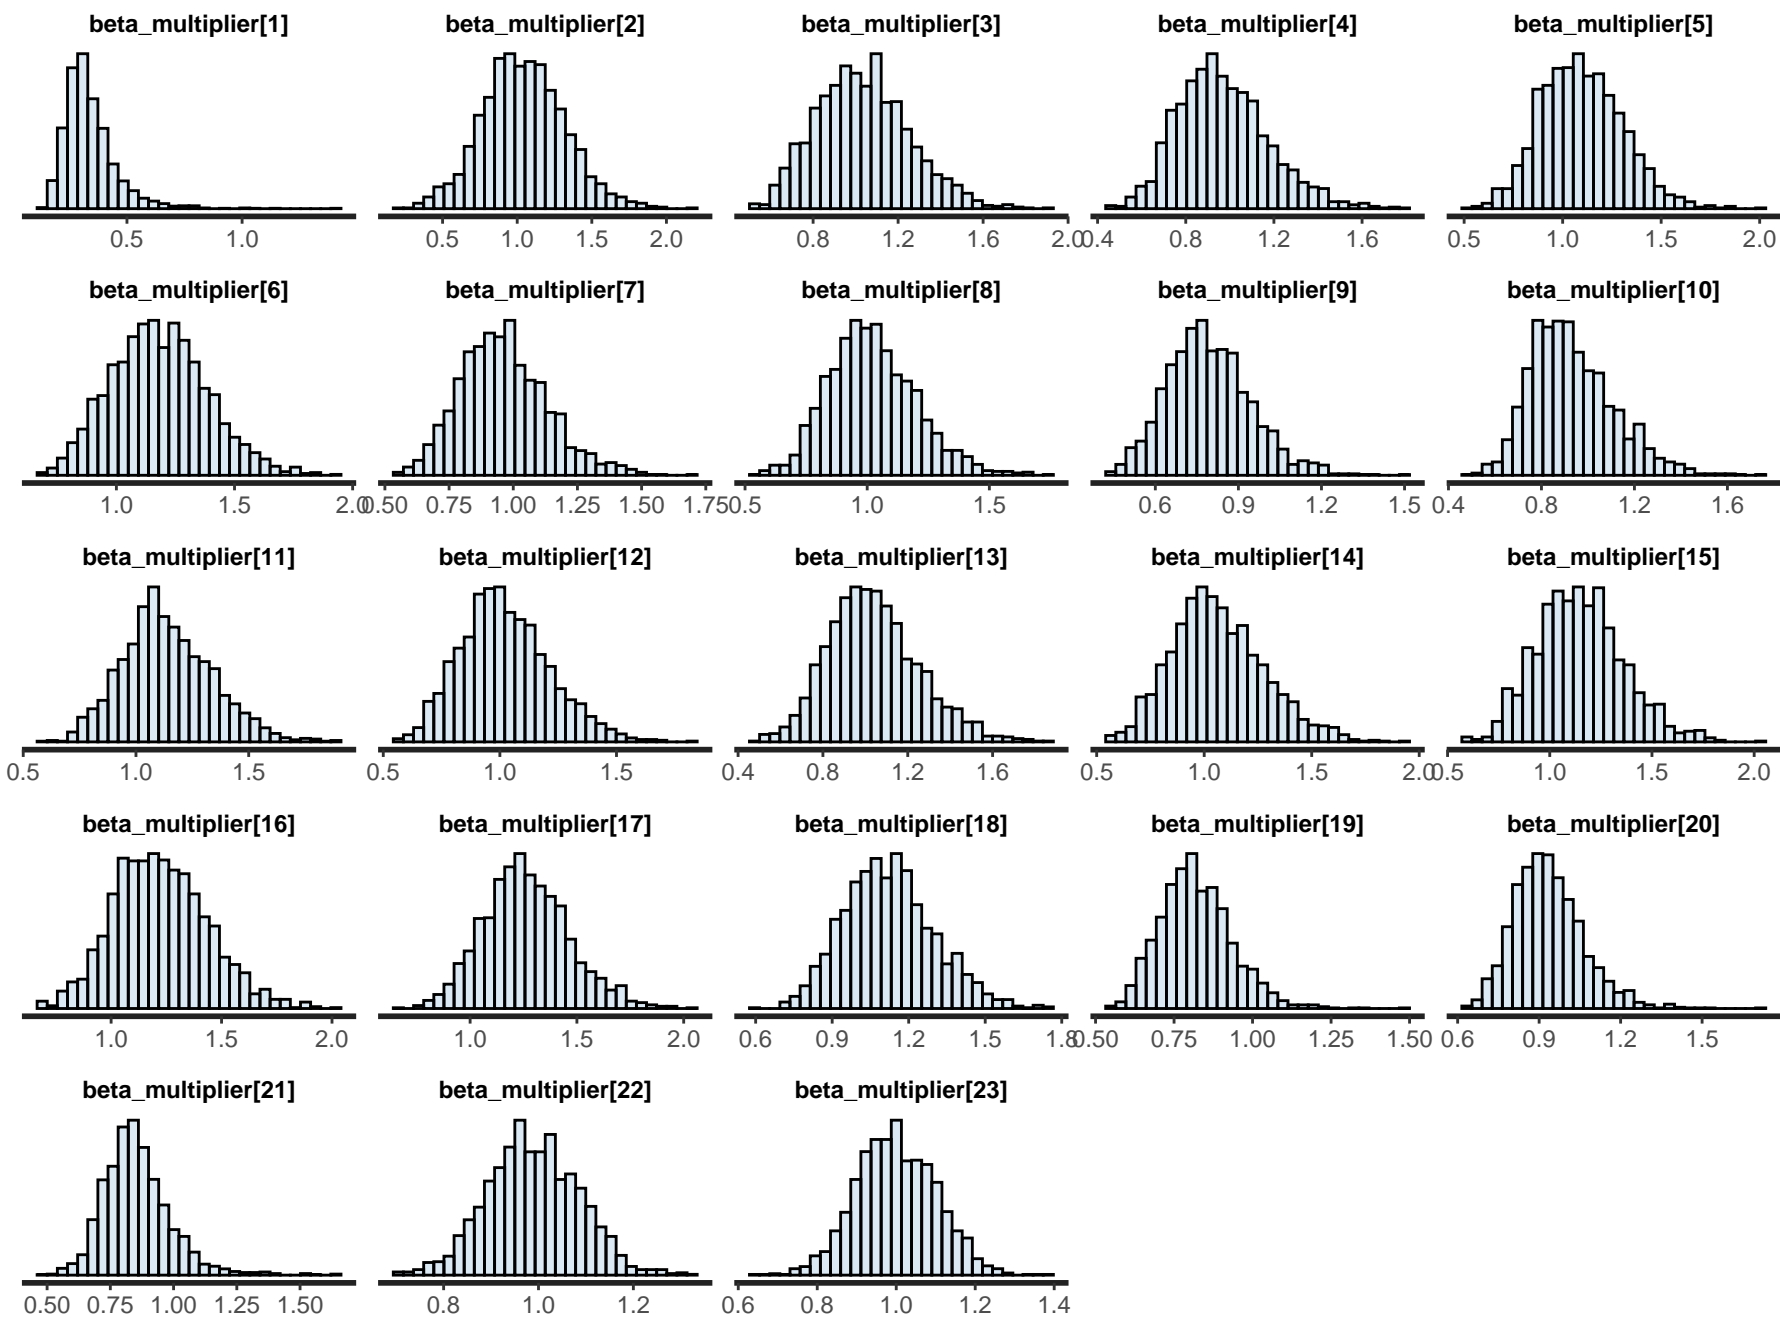 beta_multiplier[1] beta_multiplier[2] beta_multiplier[3] beta_multiplier[4] beta_multiplier[5]
0.5 1.0 0.5 1.0 1.5 2.0 0.8 1.2 1.6 2.0 0.4 0.8 1.2 1.6 0.5 1.0 1.5 2.0
beta_multiplier[6] beta_multiplier[7] beta_multiplier[8] beta_multiplier[9] beta_multiplier[10]
1.0 1.5 2.0 0.50 0.75 1.00 1.25 1.50 1.75 0.5 1.0 1.5 0.6 0.9 1.2 1.5 0.4 0.8 1.2 1.6
beta_multiplier[11] beta_multiplier[12] beta_multiplier[13] beta_multiplier[14] beta_multiplier[15]
0.5 1.0 1.5 0.5 1.0 1.5 0.4 0.8 1.2 1.6 0.5 1.0 1.5 2.0 0.5 1.0 1.5 2.0
beta_multiplier[16] beta_multiplier[17] beta_multiplier[18] beta_multiplier[19] beta_multiplier[20]
1.0 1.5 2.0 1.0 1.5 2.0 0.6 0.9 1.2 1.5 1.8 0.50 0.75 1.00 1.25 1.50 0.6 0.9 1.2 1.5
beta_multiplier[21] beta_multiplier[22] beta_multiplier[23]
0.50 0.75 1.00 1.25 1.50 0.8 1.0 1.2 0.6 0.8 1.0 1.2 1.4